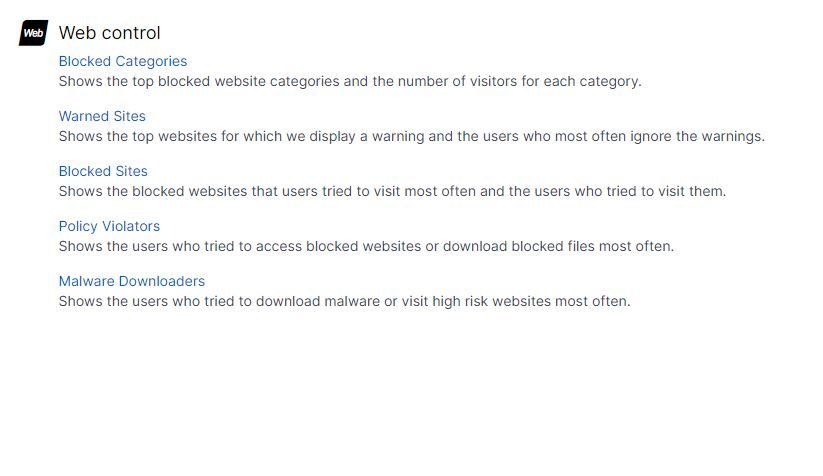 Web
Web control
Blocked Categories
Shows the top blocked website categories and the number of visitors for each category.
Warned Sites
Shows the top websites for which we display a warning and the users who most often ignore the warnings.
Blocked Sites
Shows the blocked websites that users tried to visit most often and the users who tried to visit them.
Policy Violators
Shows the users who tried to access blocked websites or download blocked files most often.
Malware Downloaders
Shows the users who tried to download malware or visit high risk websites most often.